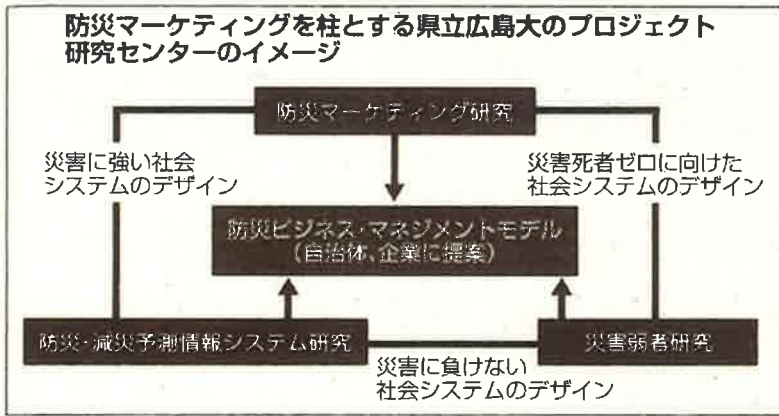 防災マーケティングを柱とする県立広島大のプロジェクト
研究センターのイメージ
防災マーケティング研究
災害に強い社会
システムのデザイン
災害死者ゼロに向けた
社会システムのデザイン
防災ビジネス・マネジメントモデル
(自治体、企業に提案)
防災・減災予測情報システム研究
災害弱者研究
災害に負けない
社会システムのデザイン